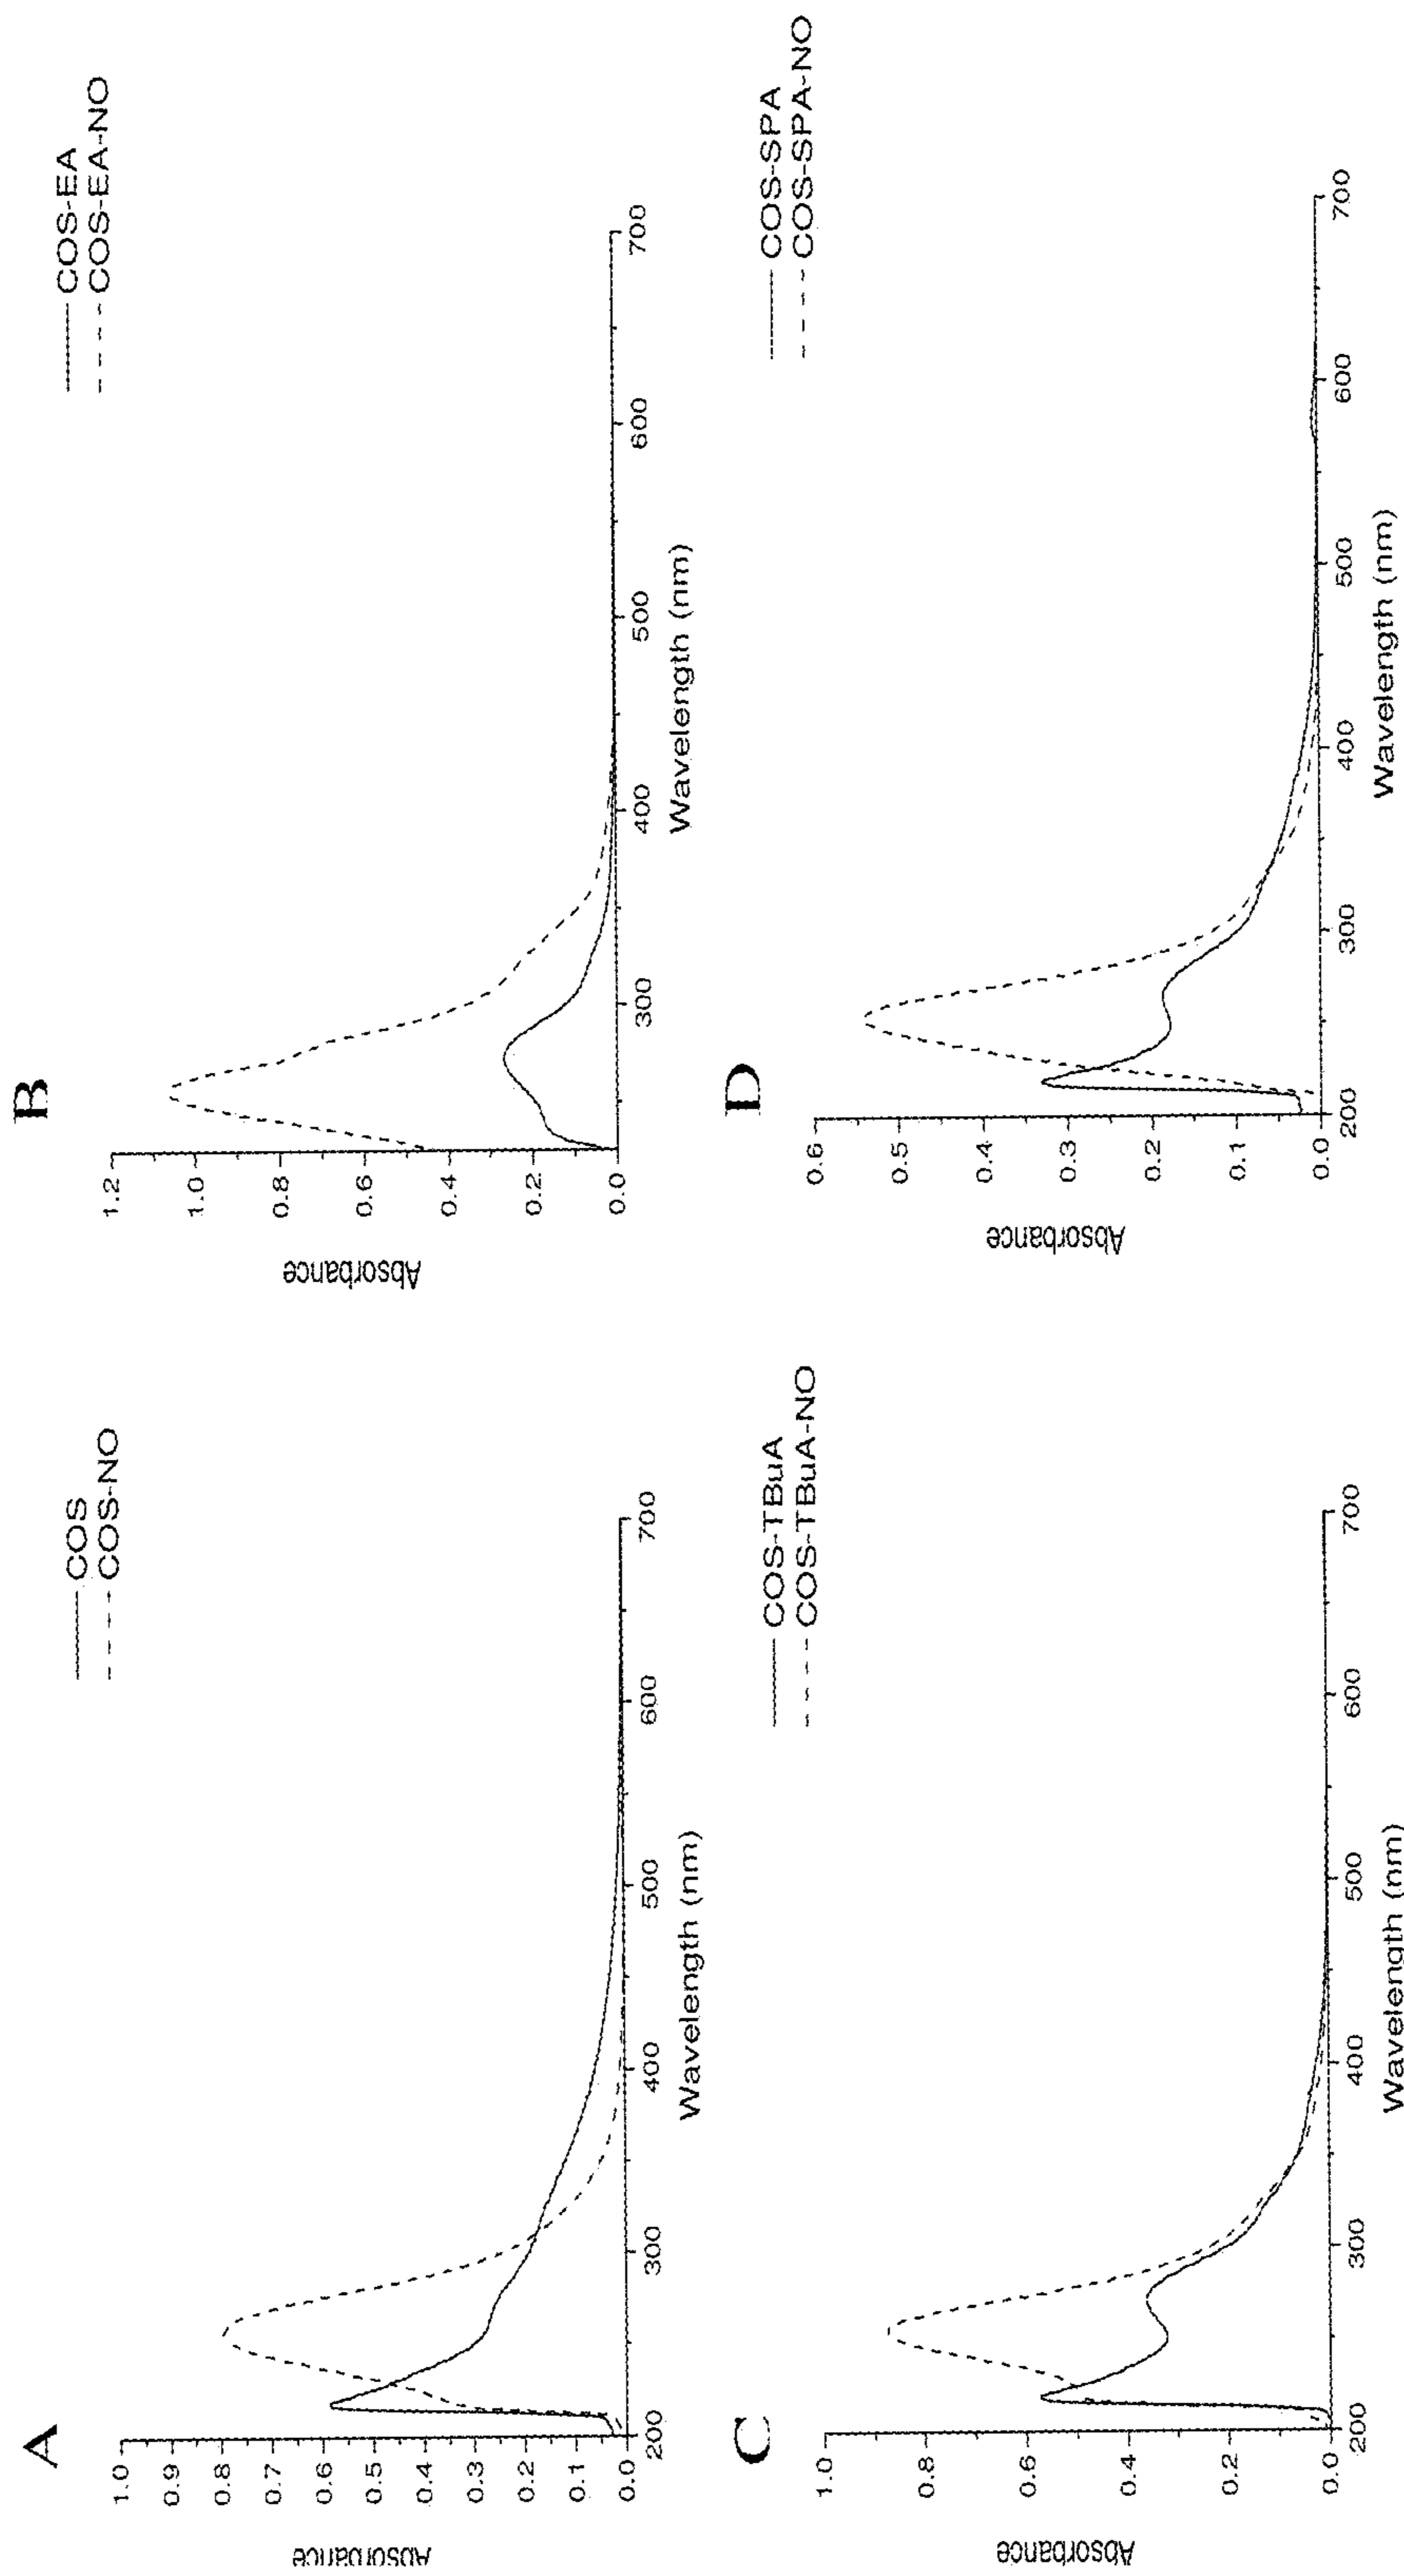 A
COS
COS-NO
1.0
0.9
0.8
0.7
0.6
0.5
0.4
0.3
0.2
0.1
0.0
Absorbance
200
300
400
500
600
700
Wavelength (nm)
B
COS-EA
COS-EA-NO
1.2
1.0
0.8
0.6
0.4
0.2
0.0
Absorbance
300
400
500
600
700
Wavelength (nm)
C
COS-TBuA
COS-TBuA-NO
1.0
0.8
0.6
0.4
0.2
0.0
Absorbance
200
300
400
500
600
700
Wavelength (nm)
D
COS-SPA
COS-SPA-NO
0.6
0.5
0.4
0.3
0.2
0.1
0.0
Absorbance
200
300
400
500
600
700
Wavelength (nm)